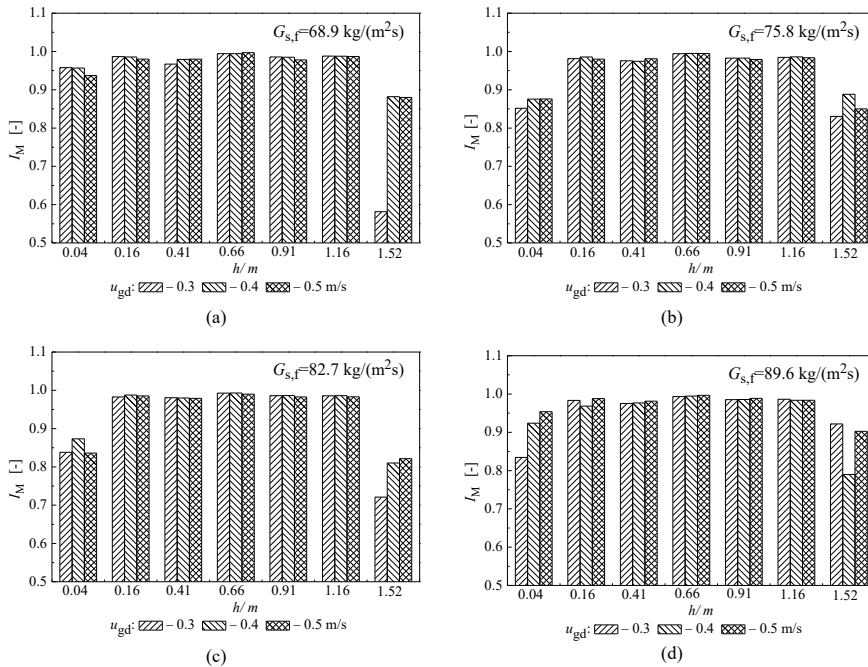 G_s,f=68.9 kg/(m²s)
1.1
1.0
0.9
0.8
0.7
0.6
0.5
I_M [-]
0.04 0.16 0.41 0.66 0.91 1.16 1.52
h/ m
u_gd: – 0.3 – 0.4 – 0.5 m/s
(a)
G_s,f=75.8 kg/(m²s)
1.1
1.0
0.9
0.8
0.7
0.6
0.5
I_M [-]
0.04 0.16 0.41 0.66 0.91 1.16 1.52
h/ m
u_gd: – 0.3 – 0.4 – 0.5 m/s
(b)
G_s,f=82.7 kg/(m²s)
1.1
1.0
0.9
0.8
0.7
0.6
0.5
I_M [-]
0.04 0.16 0.41 0.66 0.91 1.16 1.52
h/ m
u_gd: – 0.3 – 0.4 – 0.5 m/s
(c)
G_s,f=89.6 kg/(m²s)
1.1
1.0
0.9
0.8
0.7
0.6
0.5
I_M [-]
0.04 0.16 0.41 0.66 0.91 1.16 1.52
h/ m
u_gd: – 0.3 – 0.4 – 0.5 m/s
(d)